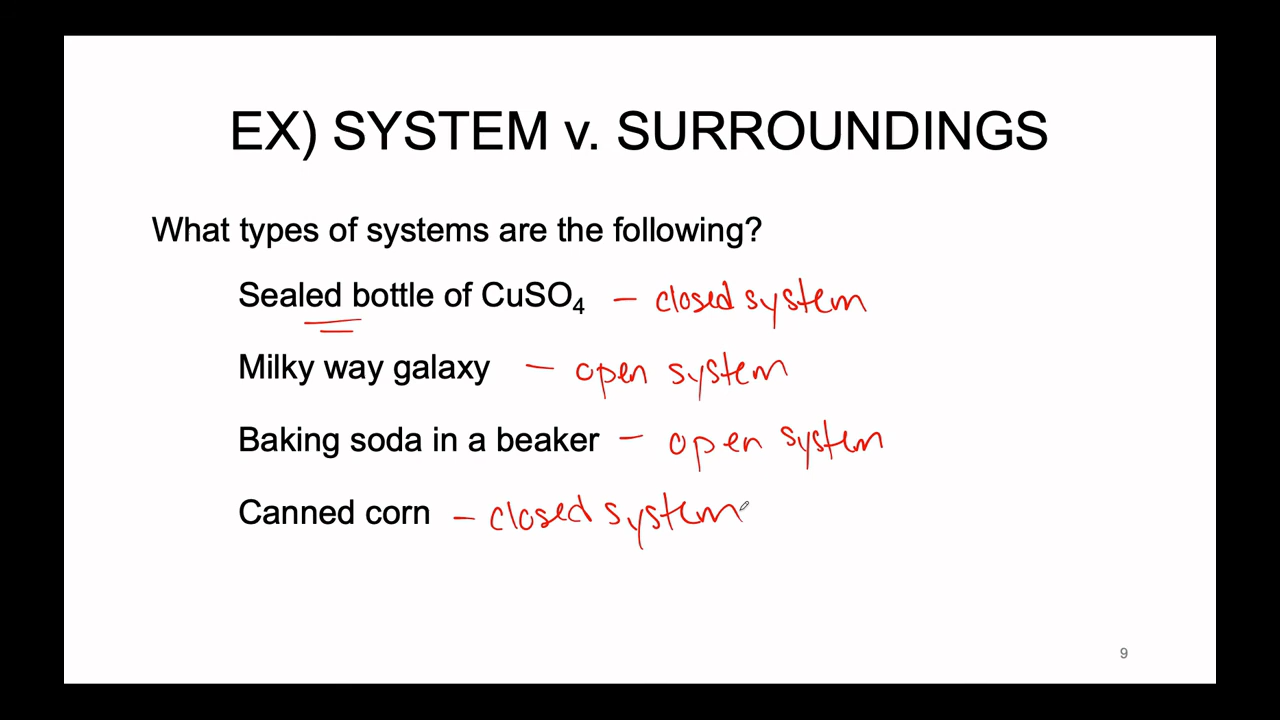 EX) SYSTEM v. SURROUNDINGS
What types of systems are the following?
Sealed bottle of CuSO₄ – closed system
Milky way galaxy – open system
Baking soda in a beaker – open system
Canned corn – closed system
9